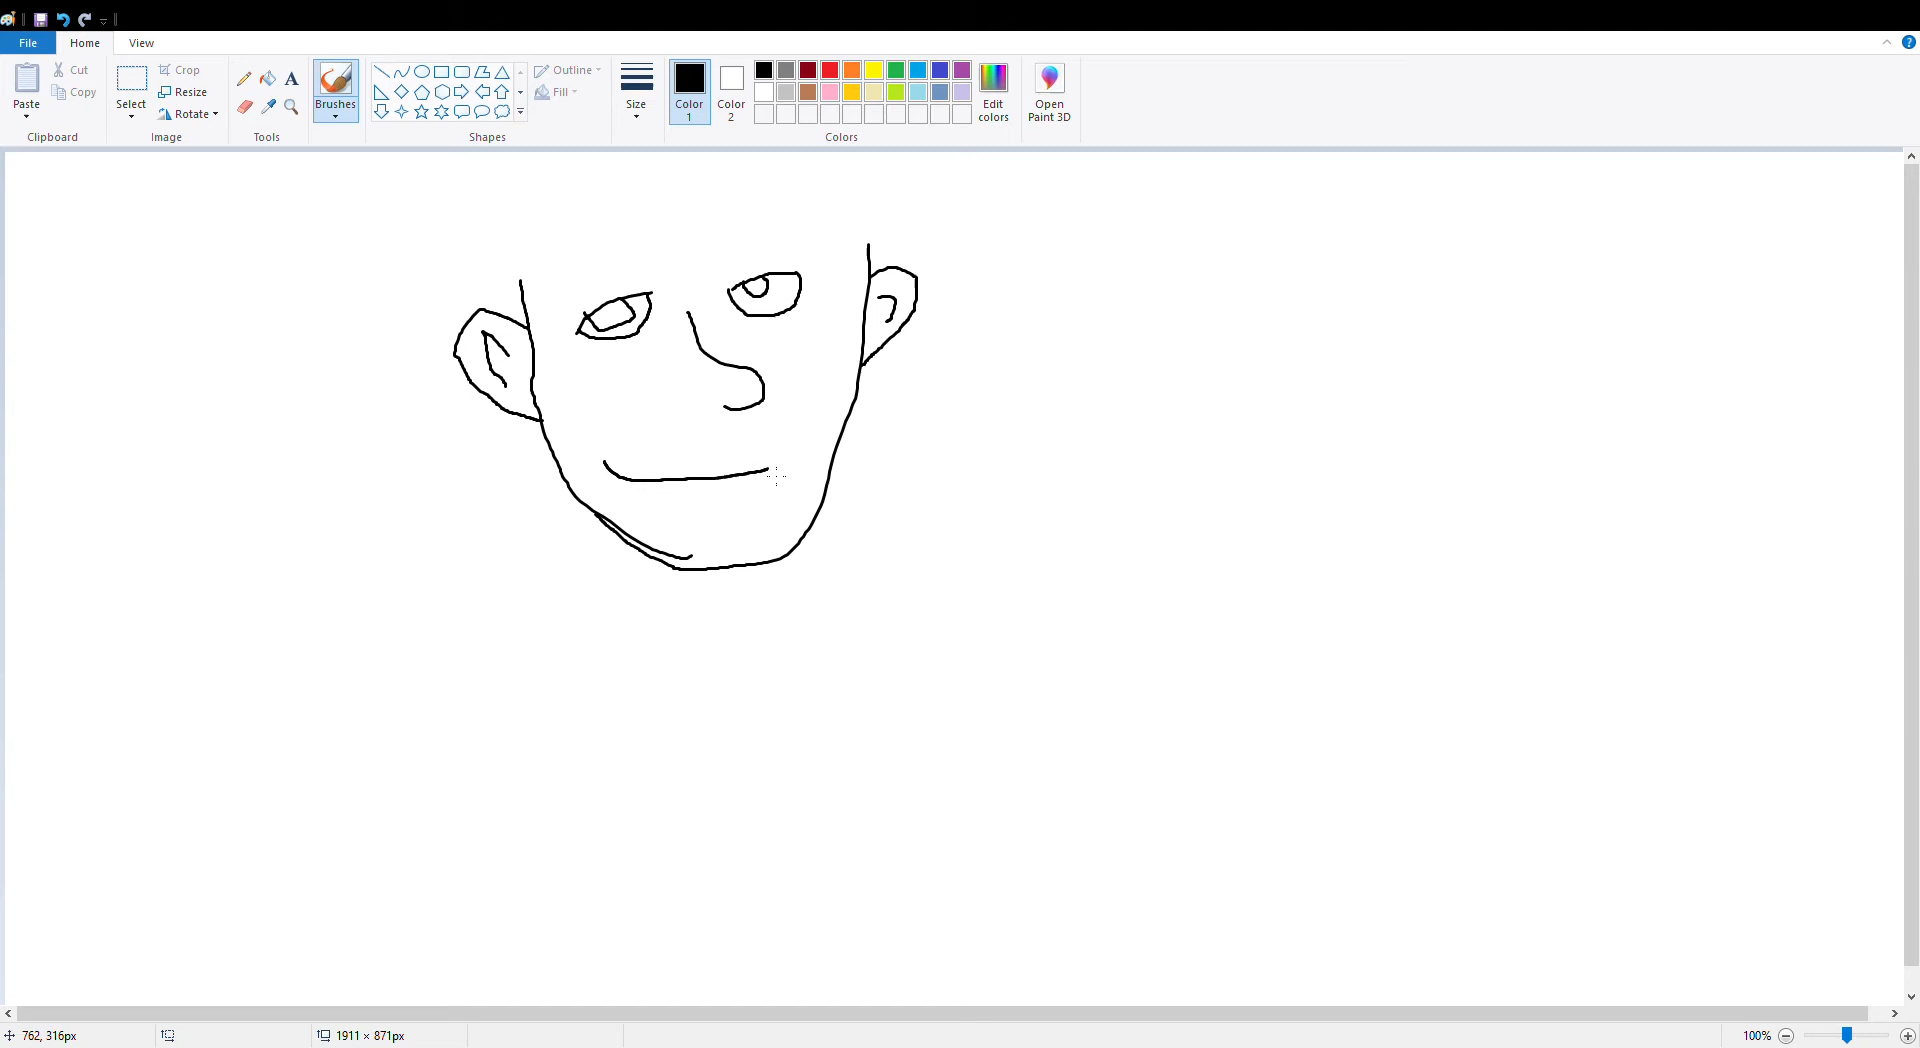 File Home View
Paste Cut Copy Clipboard
Select Crop Resize Rotate Image
A Tools
Brushes
Shapes
Outline Fill
Size
Color 1 Color 2
Edit colors
Colors
Open Paint 3D
?
762, 316px 1911 × 871px 100%